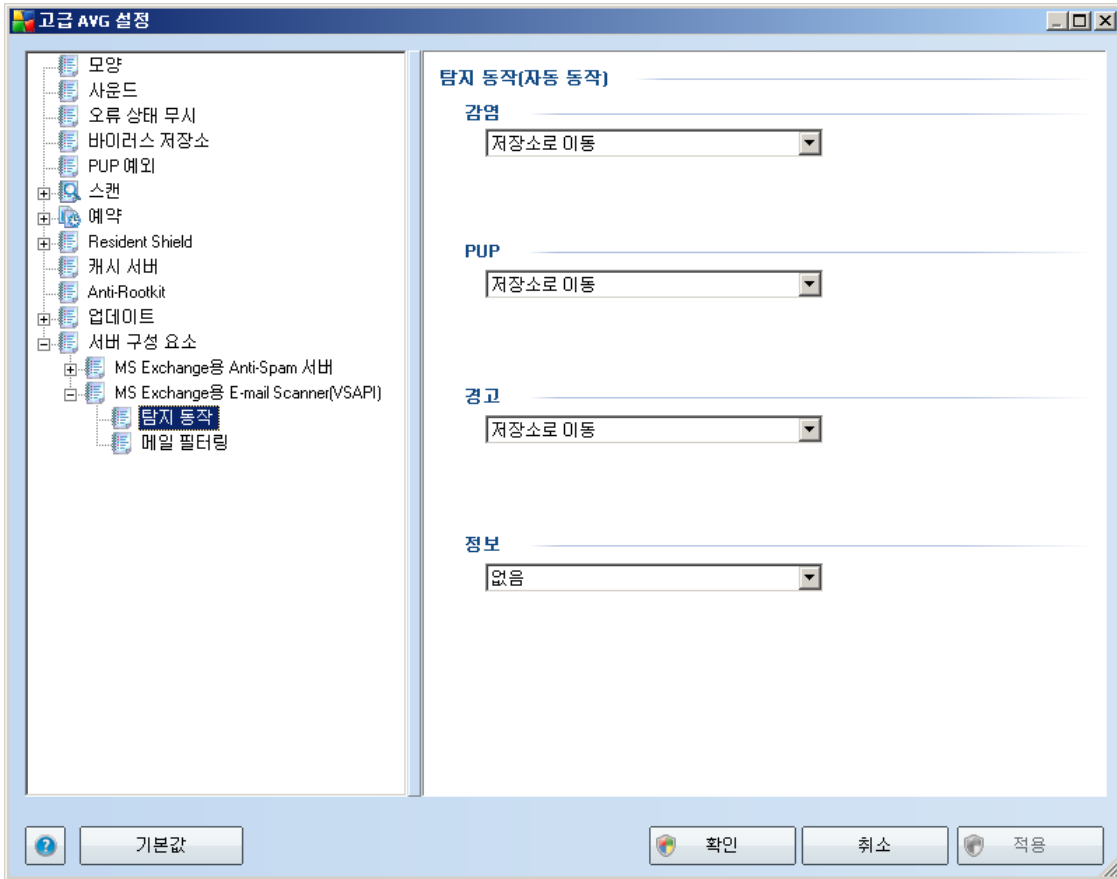 고급 AVG 설정
모양
사운드
오류 상태 무시
바이러스 저장소
PUP 예외
스캔
예약
Resident Shield
캐시 서버
Anti-Rootkit
업데이트
서버 구성 요소
MS Exchange용 Anti-Spam 서버
MS Exchange용 E-mail Scanner(VSAPI)
탐지 동작
메일 필터링
탐지 동작(자동 동작)
감염
저장소로 이동
PUP
저장소로 이동
경고
저장소로 이동
정보
없음
기본값
확인
취소
적용